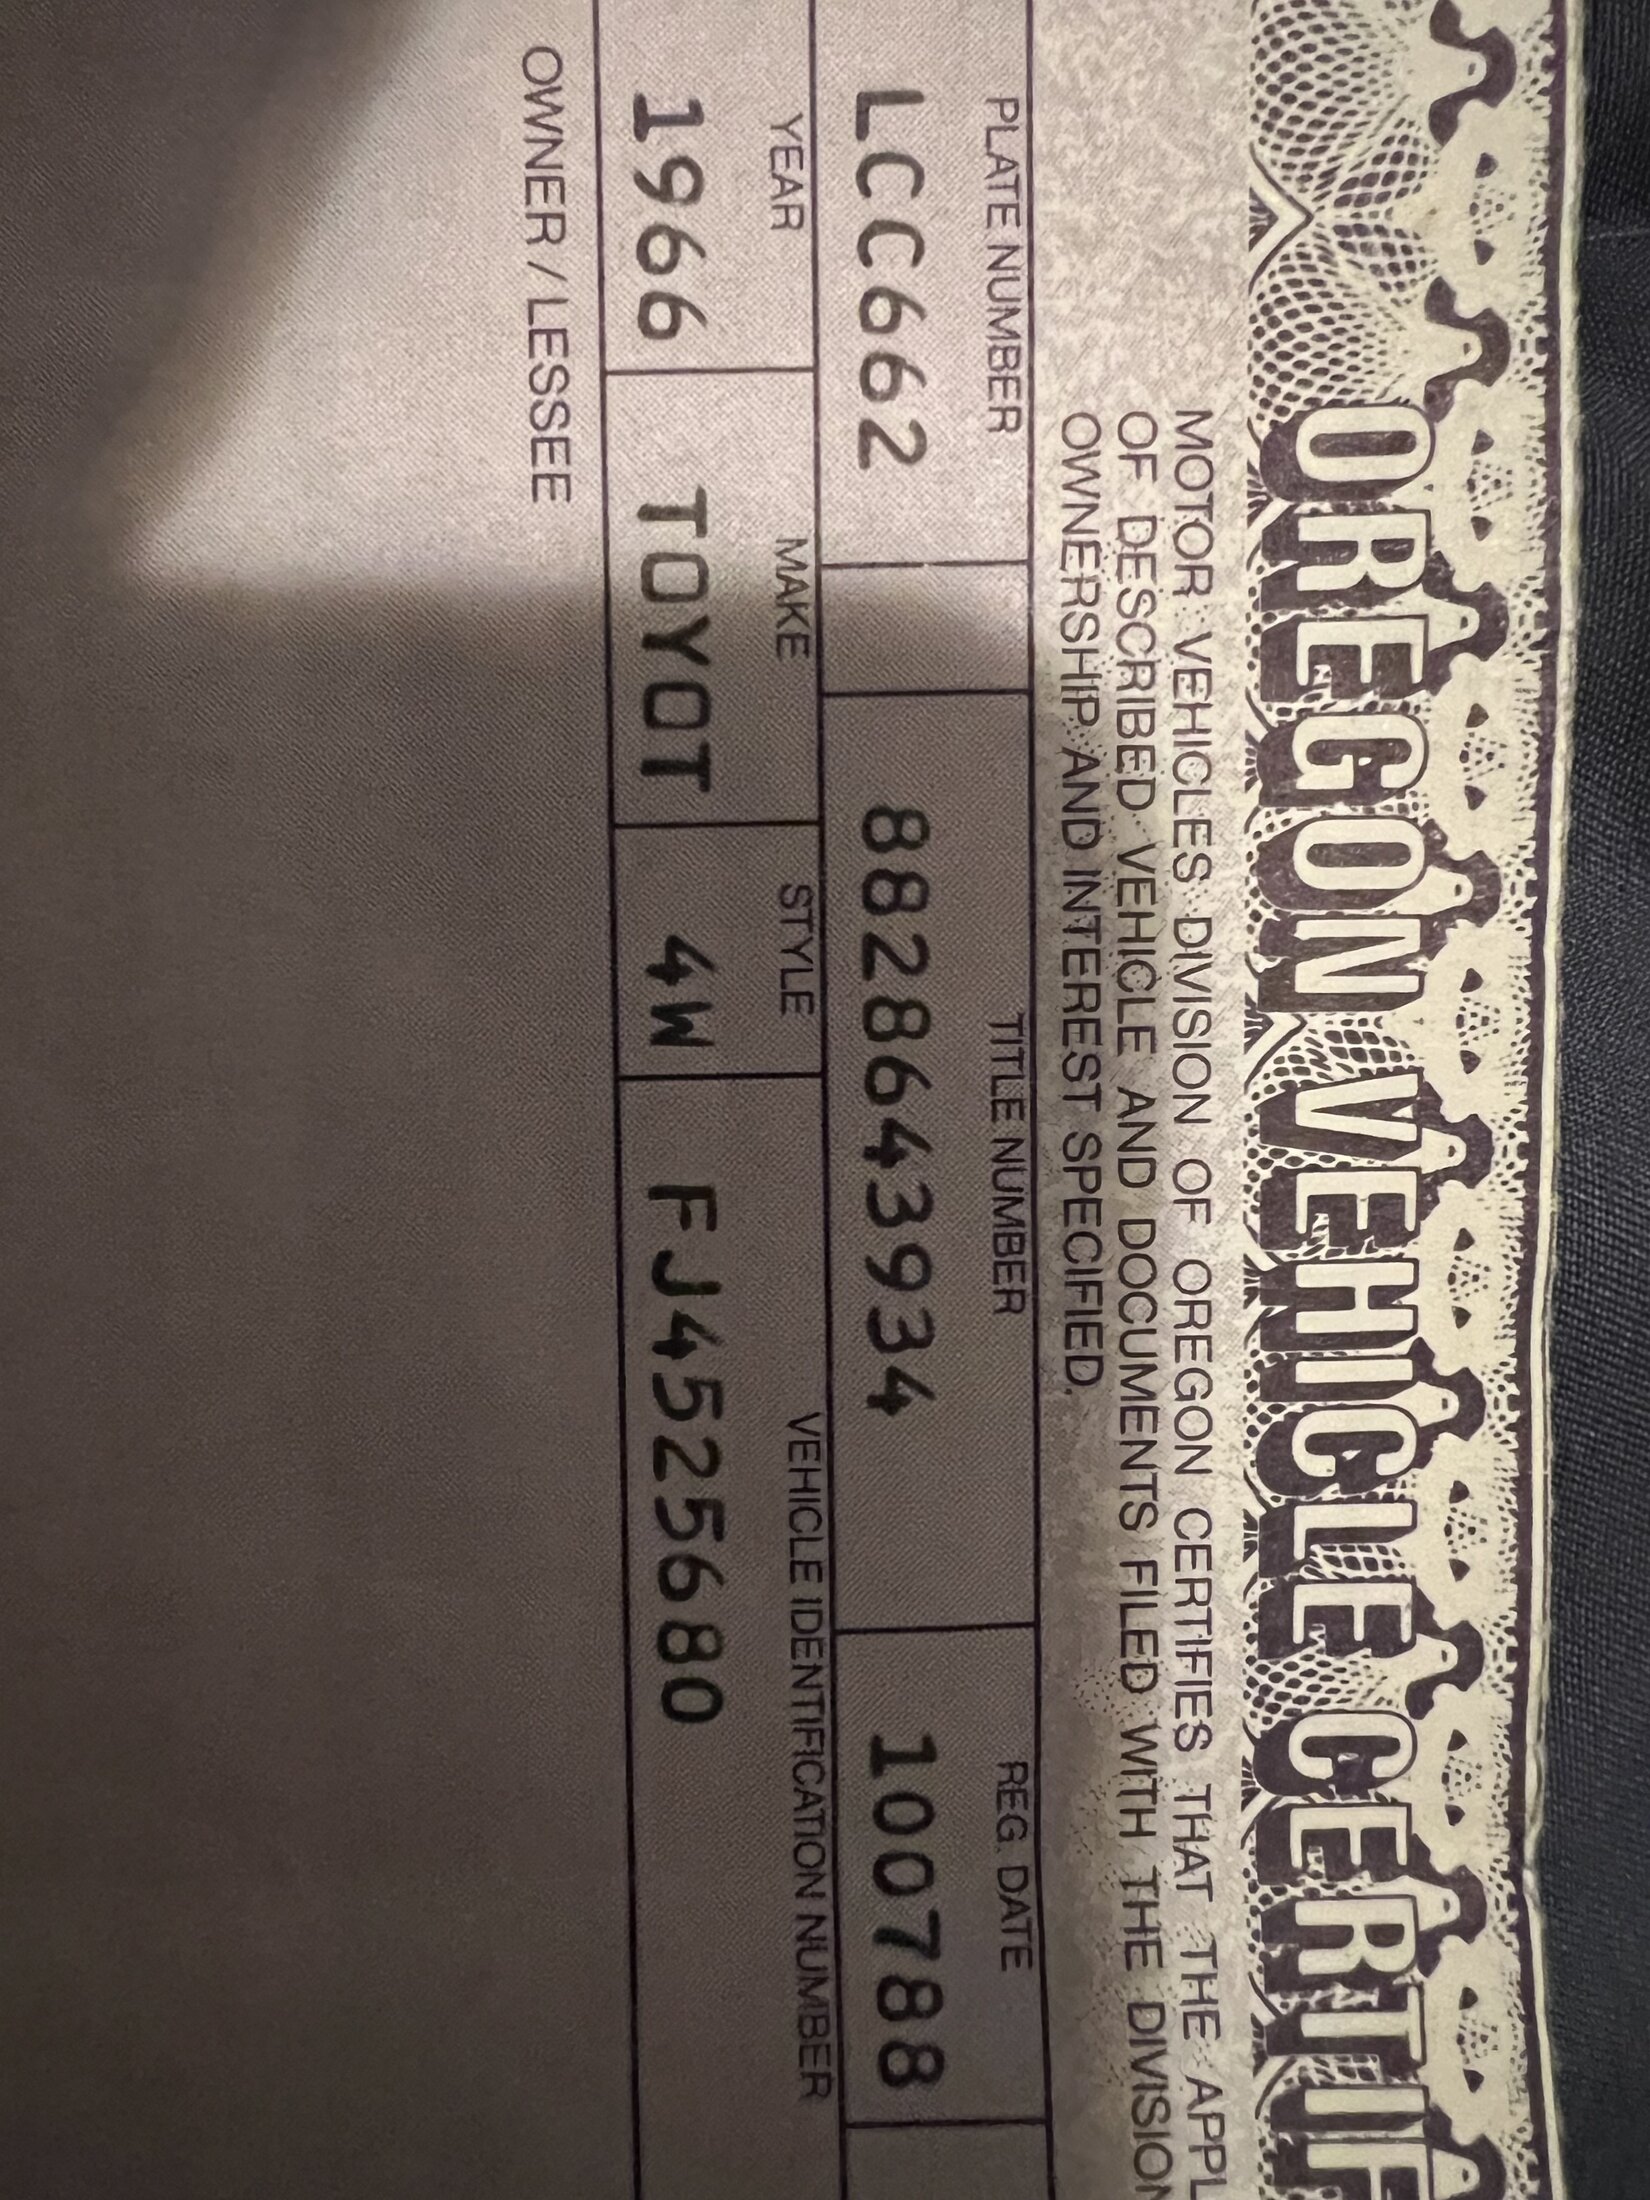 OREGON VEHICLE CERTIF
MOTOR VEHICLES DIVISION OF OREGON CERTIFIES THAT THE APPL
OF DESCRIBED VEHICLE AND DOCUMENTS FILED WITH THE DIVISION
OWNERSHIP AND INTEREST SPECIFIED.
PLATE NUMBER TITLE NUMBER REG. DATE
LCC662 8828643934 100788
YEAR MAKE STYLE VEHICLE IDENTIFICATION NUMBER
1966 TOYOT 4W FJ4525680
OWNER / LESSEE